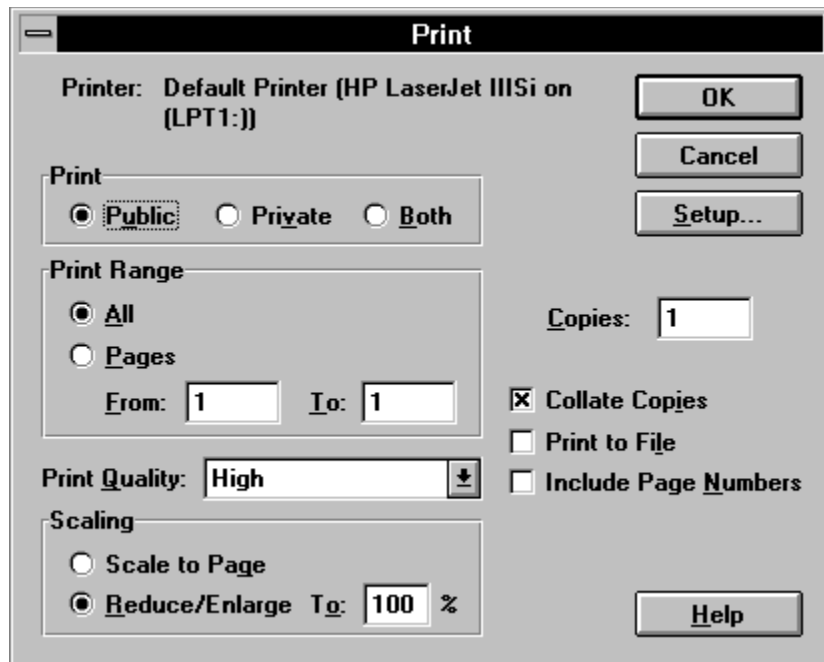 Print
Printer: Default Printer (HP LaserJet IIISi on
(LPT1:))
OK
Cancel
Setup...
Print
Public Private Both
Print Range
All
Pages
From: 1 To: 1
Copies: 1
Collate Copies
Print to File
Include Page Numbers
Print Quality: High
Scaling
Scale to Page
Reduce/Enlarge To: 100 %
Help